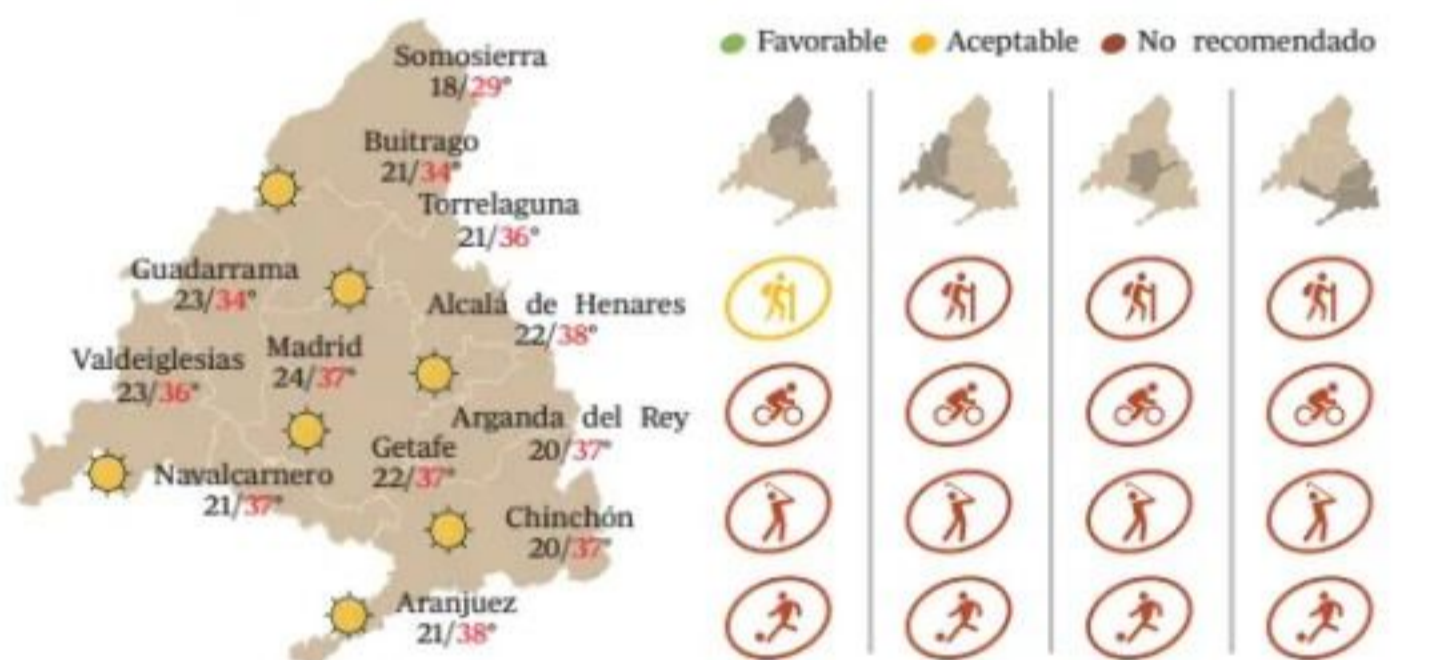 Somosierra
18/29°
Buitrago
21/34°
Torrelaguna
21/36°
Guadarrama
23/34°
Alcalá de Henares
22/38°
Valdeiglesias
23/36°
Madrid
24/37°
Arganda del Rey
20/37°
Getafe
22/37°
Navalcarnero
21/37°
Chinchón
20/37°
Aranjuez
21/38°
Favorable Aceptable No recomendado